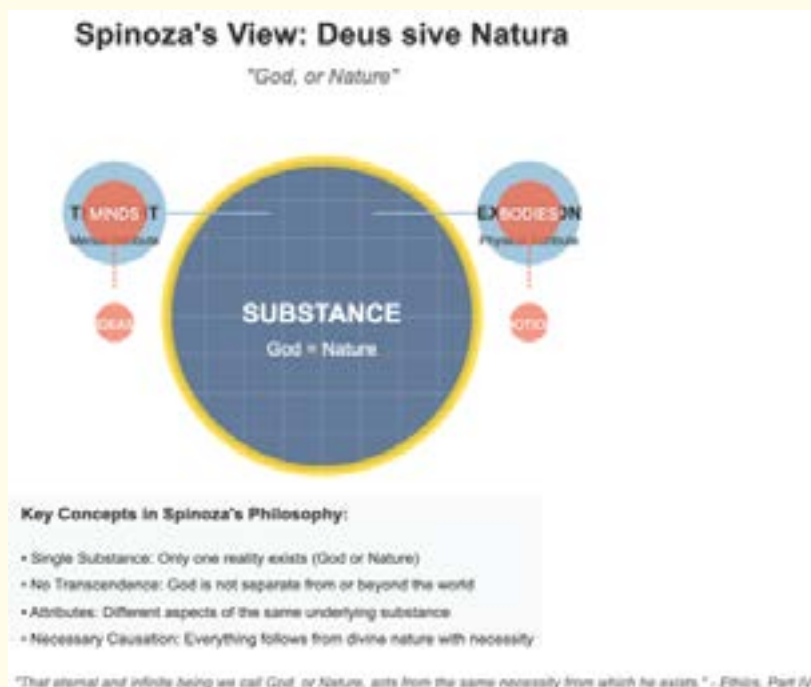 Spinoza's View: Deus sive Natura
"God, or Nature"
MINDS
BODIES
SUBSTANCE
God = Nature
Key Concepts in Spinoza's Philosophy:
• Single Substance: Only one reality exists (God or Nature)
• No Transcendence: God is not separate from or beyond the world
• Attributes: Different aspects of the same underlying substance
• Necessary Causation: Everything follows from divine nature with necessity
"That eternal and infinite being we call God, or Nature, acts from the same necessity from which he exists." - Ethics, Part